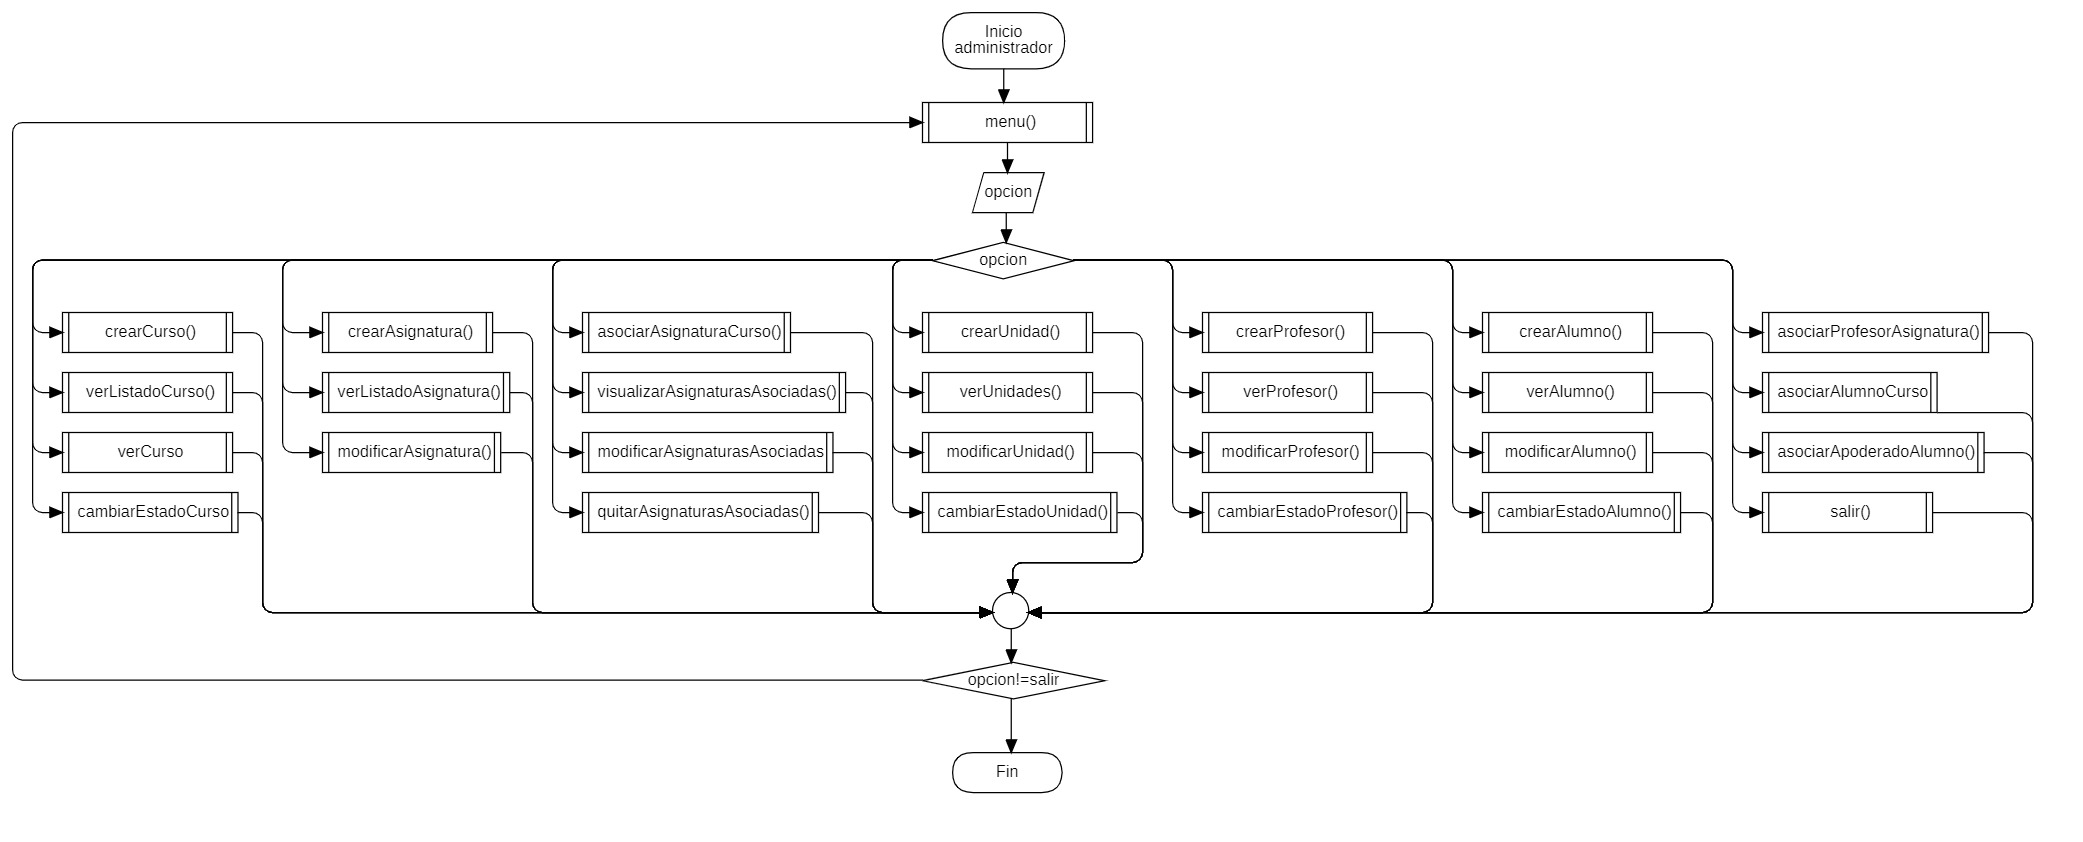 Inicio
administrador
menu()
opcion
opcion
crearCurso()
crearAsignatura()
asociarAsignaturaCurso()
crearUnidad()
crearProfesor()
crearAlumno()
asociarProfesorAsignatura()
verListadoCurso()
verListadoAsignatura()
visualizarAsignaturasAsociadas()
verUnidades()
verProfesor()
verAlumno()
asociarAlumnoCurso
verCurso
modificarAsignatura()
modificarAsignaturasAsociadas
modificarUnidad()
modificarProfesor()
modificarAlumno()
asociarApoderadoAlumno()
cambiarEstadoCurso
quitarAsignaturasAsociadas()
cambiarEstadoUnidad()
cambiarEstadoProfesor()
cambiarEstadoAlumno()
salir()
opcion!=salir
Fin